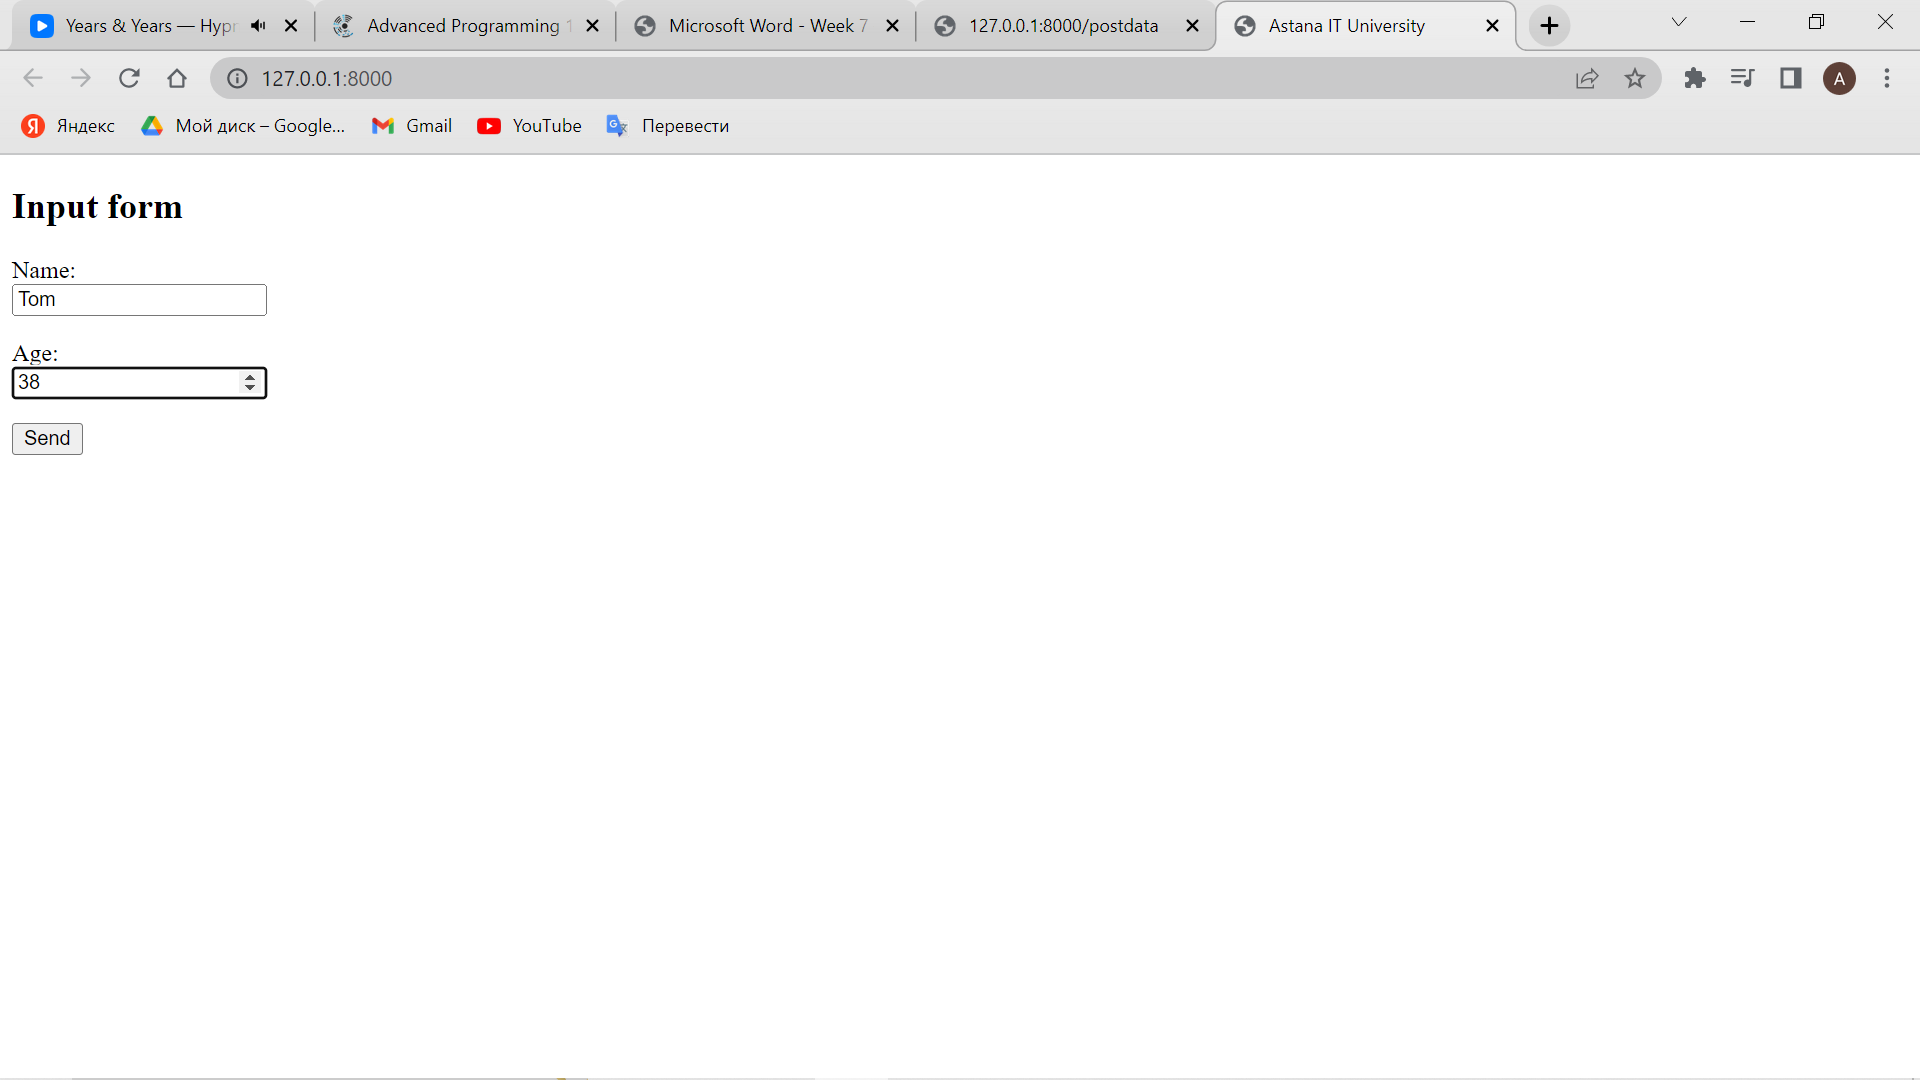 Years & Years — Hypr
Advanced Programming 1
Microsoft Word - Week 7
127.0.0.1:8000/postdata
Astana IT University
127.0.0.1:8000
A
Яндекс
Мой диск – Google...
Gmail
YouTube
Перевести
Input form
Name:
Tom
Age:
38
Send